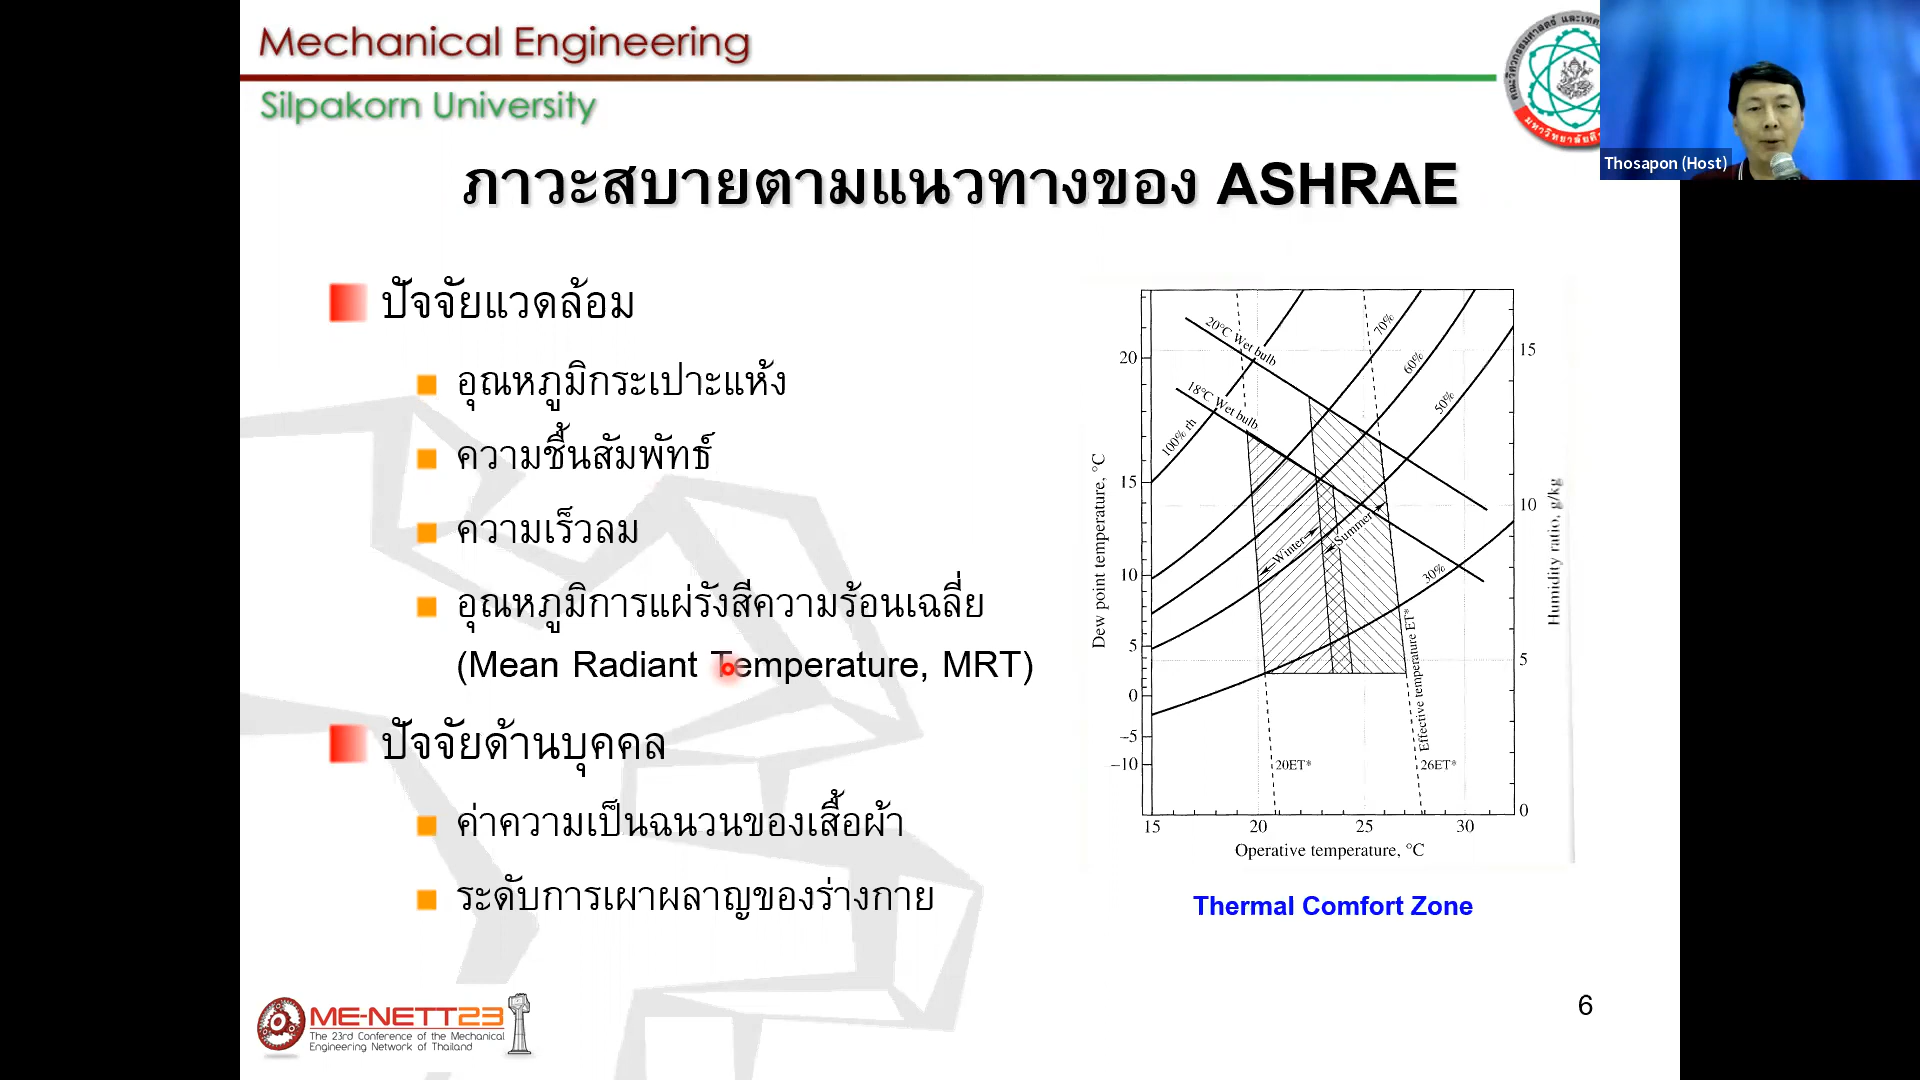 Mechanical Engineering
Silpakorn University
Thosapon (Host)
ภาวะสบายตามแนวทางของ ASHRAE
ปัจจัยแวดล้อม
อุณหภูมิกระเปาะแห้ง
ความชื้นสัมพัทธ์
ความเร็วลม
อุณหภูมิการแผ่รังสีความร้อนเฉลี่ย
(Mean Radiant Temperature, MRT)
ปัจจัยด้านบุคคล
ค่าความเป็นฉนวนของเสื้อผ้า
ระดับการเผาผลาญของร่างกาย
20°C Wet bulb
18°C Wet bulb
100% rh
70%
60%
50%
30%
Winter
Summer
Effective temperature ET*
20ET*
26ET*
Dew point temperature, °C
20
15
10
5
0
−5
−10
Humidity ratio, g/kg
15
10
5
0
15 20 25 30
Operative temperature, °C
Thermal Comfort Zone
ME-NETT23
The 23rd Conference of the Mechanical
Engineering Network of Thailand
6